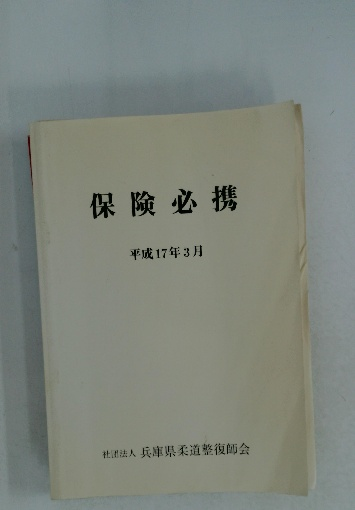 保険必携
平成17年3月
社団法人 兵庫県柔道整復師会